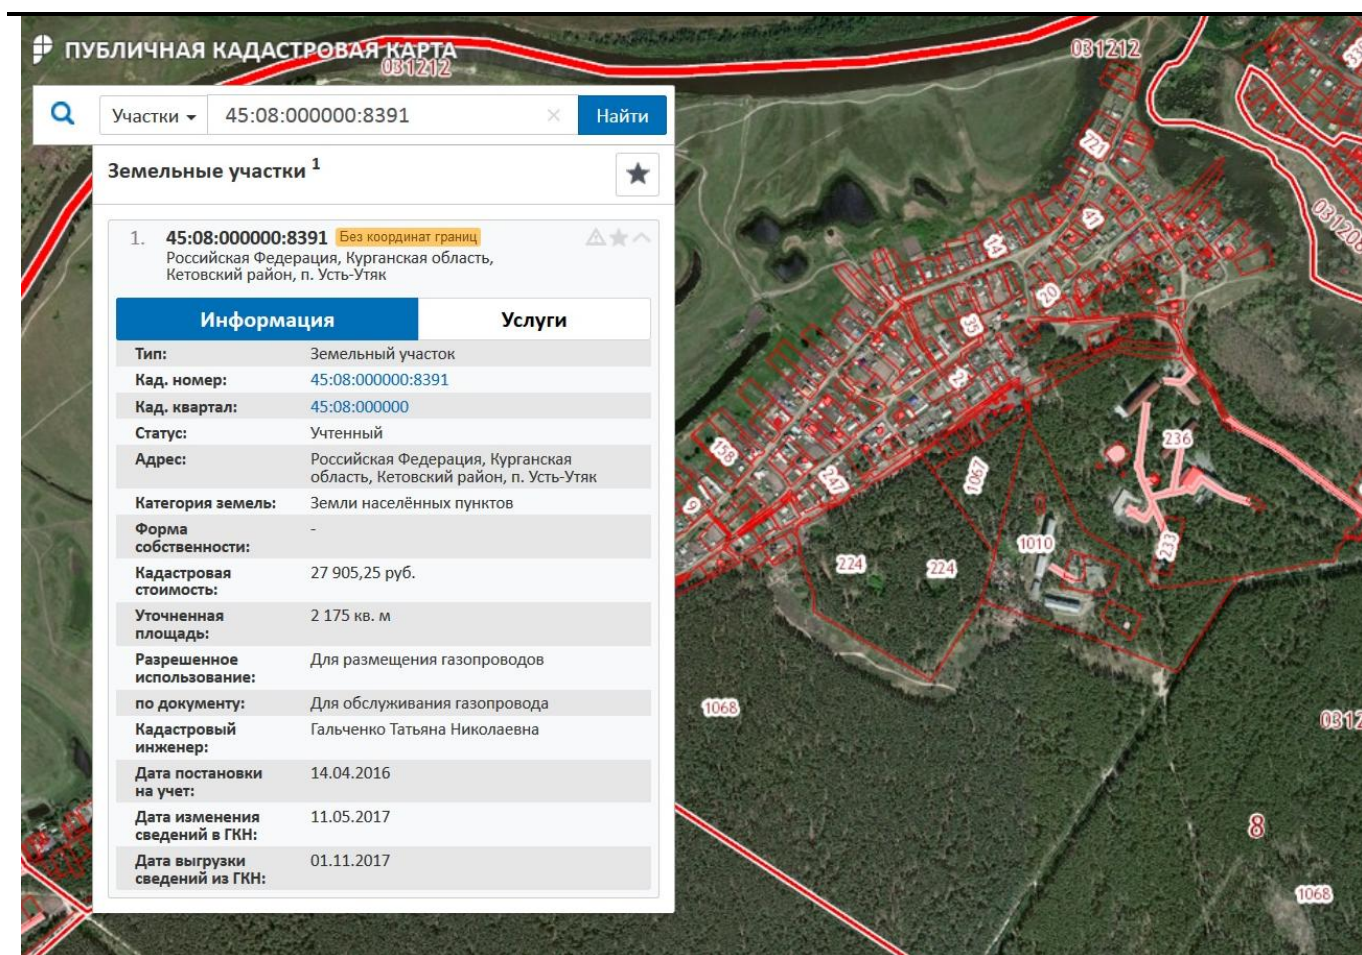 ПУБЛИЧНАЯ КАДАСТРОВАЯ КАРТА
031212
031212
Участки
45:08:000000:8391
×
Найти
Земельные участки 1
1. 45:08:000000:8391 Без координат границ
Российская Федерация, Курганская область,
Кетовский район, п. Усть-Утяк
Информация
Услуги
Тип: Земельный участок
Кад. номер: 45:08:000000:8391
Кад. квартал: 45:08:000000
Статус: Учтенный
Адрес: Российская Федерация, Курганская
область, Кетовский район, п. Усть-Утяк
Категория земель: Земли населённых пунктов
Форма -
собственности:
Кадастровая 27 905,25 руб.
стоимость:
Уточненная 2 175 кв. м
площадь:
Разрешенное Для размещения газопроводов
использование:
по документу: Для обслуживания газопровода
Кадастровый Гальченко Татьяна Николаевна
инженер:
Дата постановки 14.04.2016
на учет:
Дата изменения 11.05.2017
сведений в ГКН:
Дата выгрузки 01.11.2017
сведений из ГКН:
721
47
14
20
35
236
158
247
1067
9
1010
233
224
224
1068
0312
8
1068